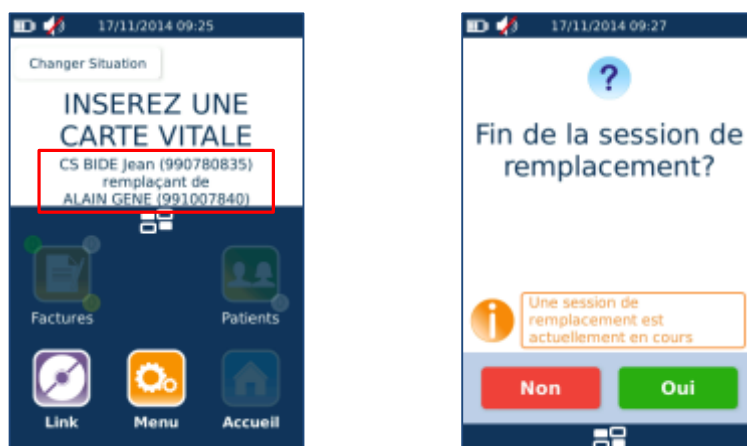 17/11/2014 09:25
Changer Situation
INSEREZ UNE
CARTE VITALE
CS BIDE Jean (990780835)
remplaçant de
ALAIN GENE (991007840)
Factures
Patients
Link
Menu
Accueil
17/11/2014 09:27
?
Fin de la session de
remplacement?
i
Une session de
remplacement est
actuellement en cours
Non
Oui